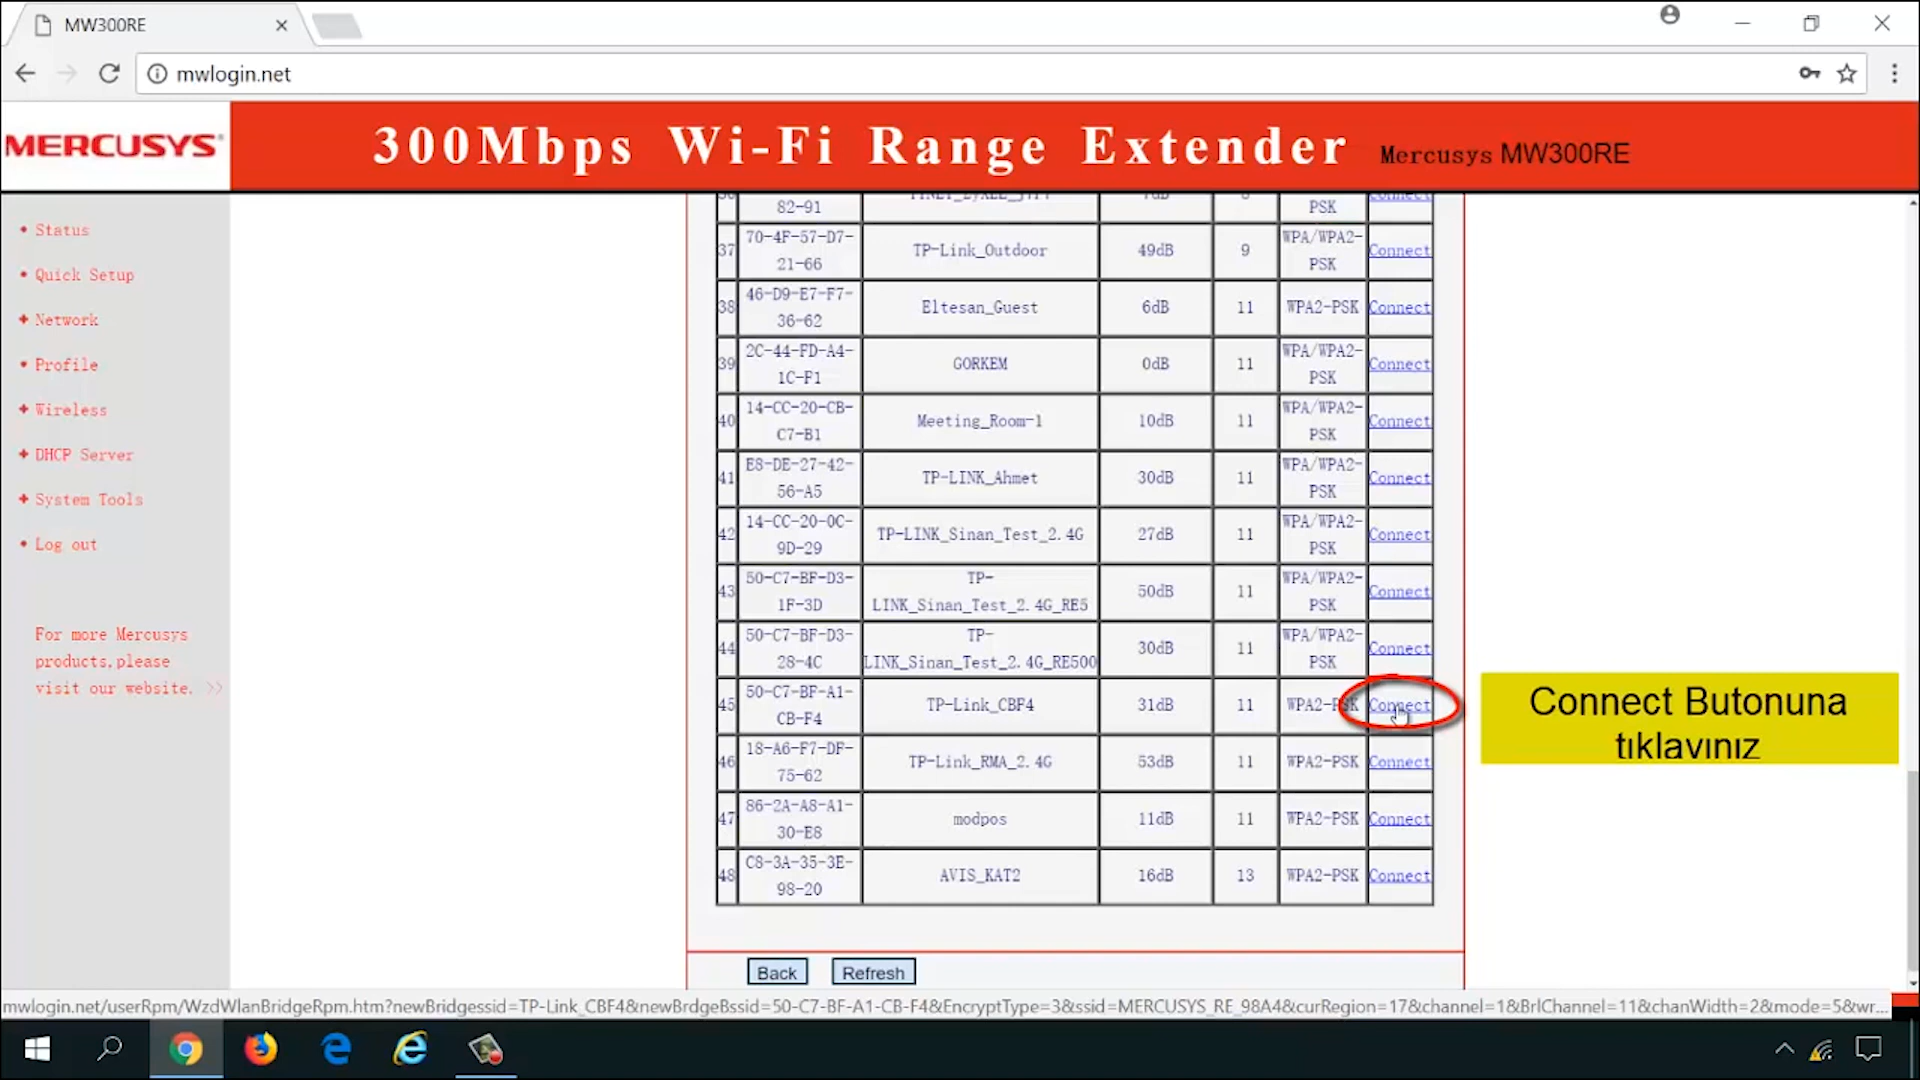 MW300RE
mwlogin.net
MERCUSYS
300Mbps Wi-Fi Range Extender Mercusys MW300RE
Status
Quick Setup
Network
Profile
Wireless
DHCP Server
System Tools
Log out
For more Mercusys
products,please
visit our website. >>
82-91 PSK
37 70-4F-57-D7-21-66 TP-Link_Outdoor 49dB 9 WPA/WPA2-PSK Connect
38 46-D9-E7-F7-36-62 Eltesan_Guest 6dB 11 WPA2-PSK Connect
39 2C-44-FD-A4-1C-F1 GORKEM 0dB 11 WPA/WPA2-PSK Connect
40 14-CC-20-CB-C7-B1 Meeting_Room-1 10dB 11 WPA/WPA2-PSK Connect
41 E8-DE-27-42-56-A5 TP-LINK_Ahmet 30dB 11 WPA/WPA2-PSK Connect
42 14-CC-20-0C-9D-29 TP-LINK_Sinan_Test_2.4G 27dB 11 WPA/WPA2-PSK Connect
43 50-C7-BF-D3-1F-3D TP-LINK_Sinan_Test_2.4G_RE5 50dB 11 WPA/WPA2-PSK Connect
44 50-C7-BF-D3-28-4C TP-LINK_Sinan_Test_2.4G_RE500 30dB 11 WPA/WPA2-PSK Connect
45 50-C7-BF-A1-CB-F4 TP-Link_CBF4 31dB 11 WPA2-PSK Connect
46 18-A6-F7-DF-75-62 TP-Link_RMA_2.4G 53dB 11 WPA2-PSK Connect
47 86-2A-A8-A1-30-E8 modpos 11dB 11 WPA2-PSK Connect
48 C8-3A-35-3E-98-20 AVIS_KAT2 16dB 13 WPA2-PSK Connect
Connect Butonuna
tıklayınız
Back Refresh
mwlogin.net/userRpm/WzdWlanBridgeRpm.htm?newBridgessid=TP-Link_CBF4&newBrdgeBssid=50-C7-BF-A1-CB-F4&EncryptType=3&ssid=MERCUSYS_RE_98A4&curRegion=17&channel=1&BrlChannel=11&chanWidth=2&mode=5&wr...